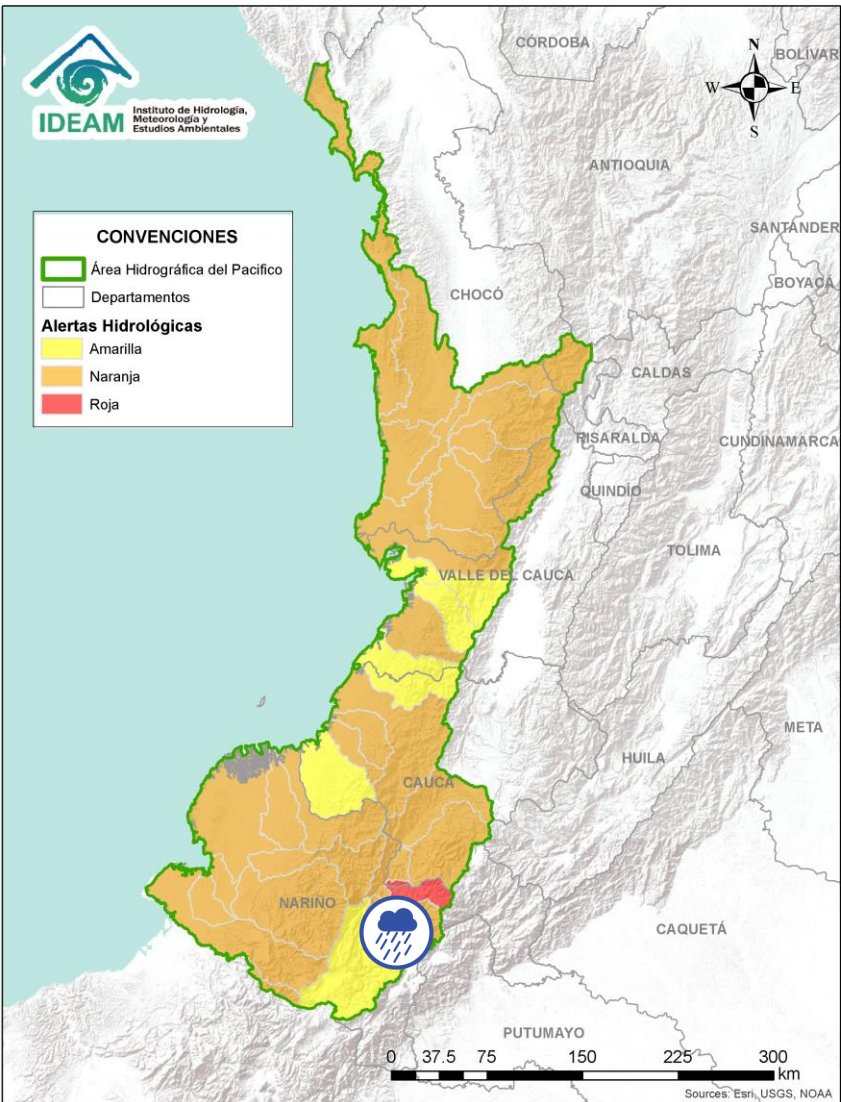 IDEAM
Instituto de Hidrología,
Meteorología y
Estudios Ambientales
CÓRDOBA
BOLIVAR
N
W
E
S
ANTIOQUIA
SANTANDER
BOYACÁ
CONVENCIONES
Área Hidrográfica del Pacifico
Departamentos
Alertas Hidrológicas
Amarilla
Naranja
Roja
CHOCÓ
CALDAS
RISARALDA
CUNDINAMARCA
QUINDÍO
TOLIMA
VALLE DEL CAUCA
META
HUILA
CAUCA
NARIÑO
CAQUETÁ
PUTUMAYO
0 37.5 75 150 225 300
km
Sources: Esri, USGS, NOAA